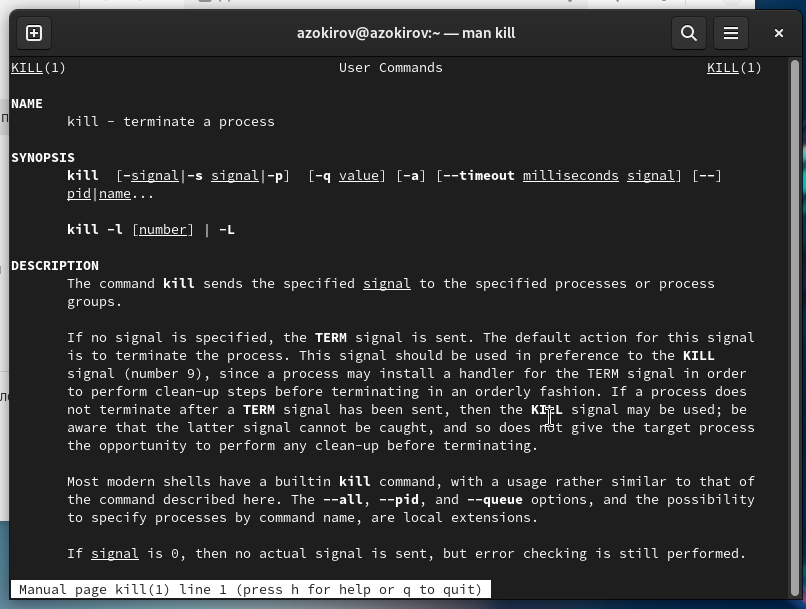 azokirov@azokirov:~ — man kill
KILL(1) User Commands KILL(1)
NAME
kill - terminate a process
SYNOPSIS
kill [-signal|-s signal|-p] [-q value] [-a] [--timeout milliseconds signal] [--]
pid|name...
kill -l [number] | -L
DESCRIPTION
The command kill sends the specified signal to the specified processes or process
groups.
If no signal is specified, the TERM signal is sent. The default action for this signal
is to terminate the process. This signal should be used in preference to the KILL
signal (number 9), since a process may install a handler for the TERM signal in order
to perform clean-up steps before terminating in an orderly fashion. If a process does
not terminate after a TERM signal has been sent, then the KILL signal may be used; be
aware that the latter signal cannot be caught, and so does not give the target process
the opportunity to perform any clean-up before terminating.
Most modern shells have a builtin kill command, with a usage rather similar to that of
the command described here. The --all, --pid, and --queue options, and the possibility
to specify processes by command name, are local extensions.
If signal is 0, then no actual signal is sent, but error checking is still performed.
Manual page kill(1) line 1 (press h for help or q to quit)